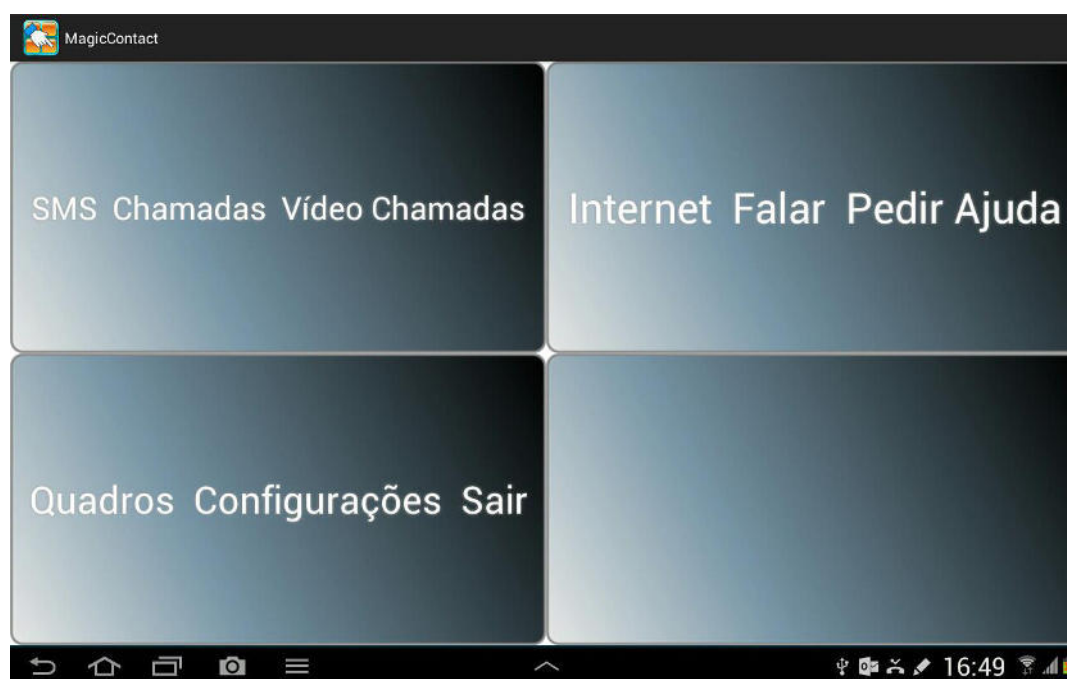 MagicContact
SMS Chamadas Vídeo Chamadas
Internet Falar Pedir Ajuda
Quadros Configurações Sair
16:49